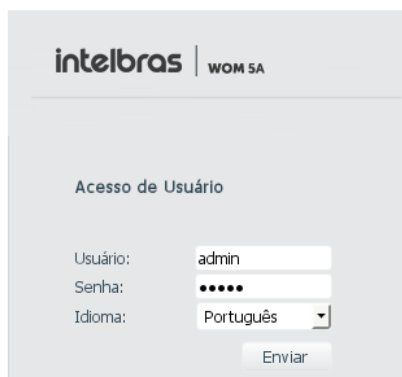 intelbras WOM 5A
Acesso de Usuário
Usuário: admin
Senha: •••••
Idioma: Português
Enviar